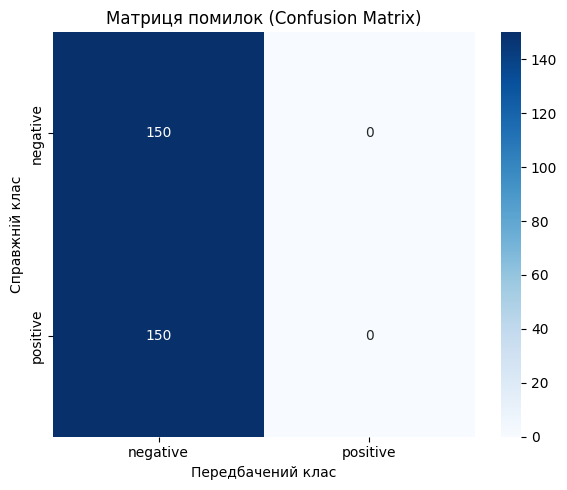 Матриця помилок (Confusion Matrix)
Справжній клас
negative
150
0
positive
150
0
negative
positive
Передбачений клас
140
120
100
80
60
40
20
0